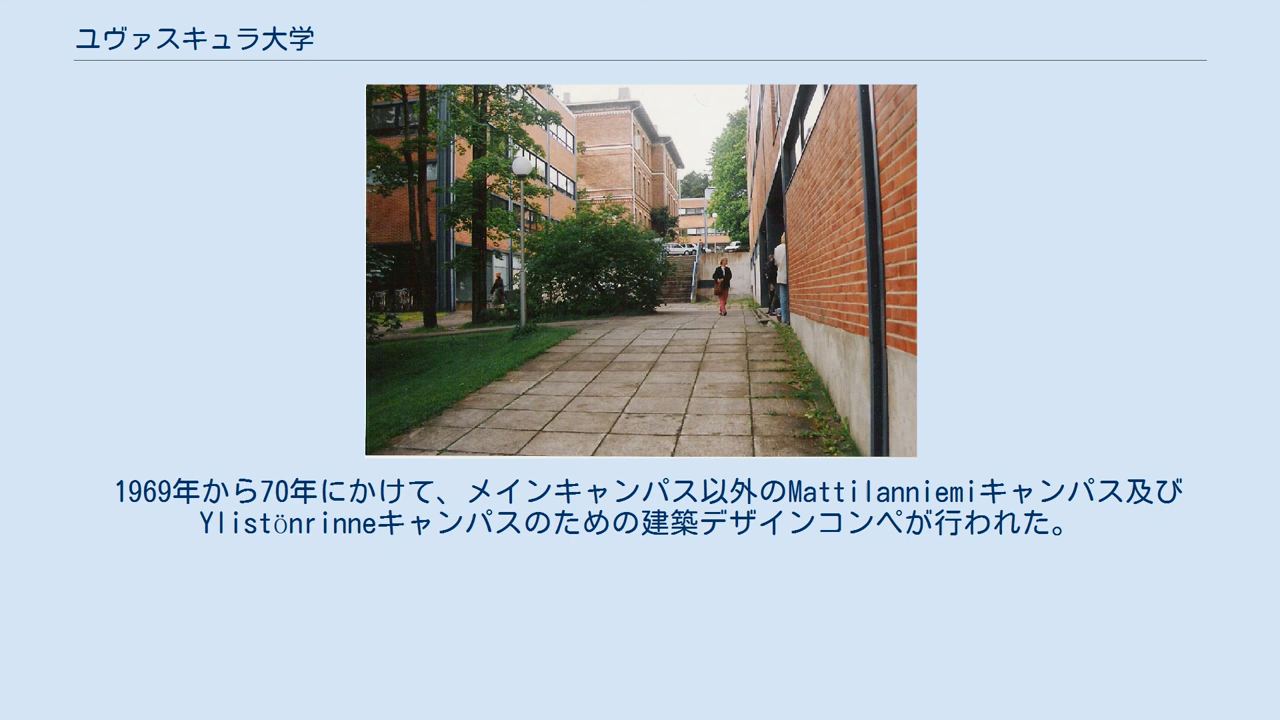 ユヴァスキュラ大学
1969年から70年にかけて、メインキャンパス以外のMattilanniemiキャンパス及び
Ylistönrinneキャンパスのための建築デザインコンペが行われた。